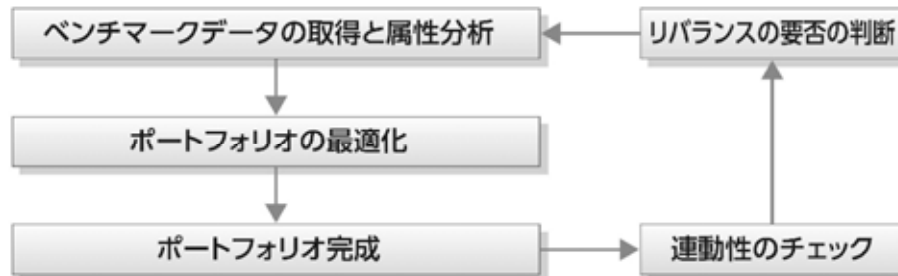 ベンチマークデータの取得と属性分析
リバランスの要否の判断
ポートフォリオの最適化
ポートフォリオ完成
連動性のチェック